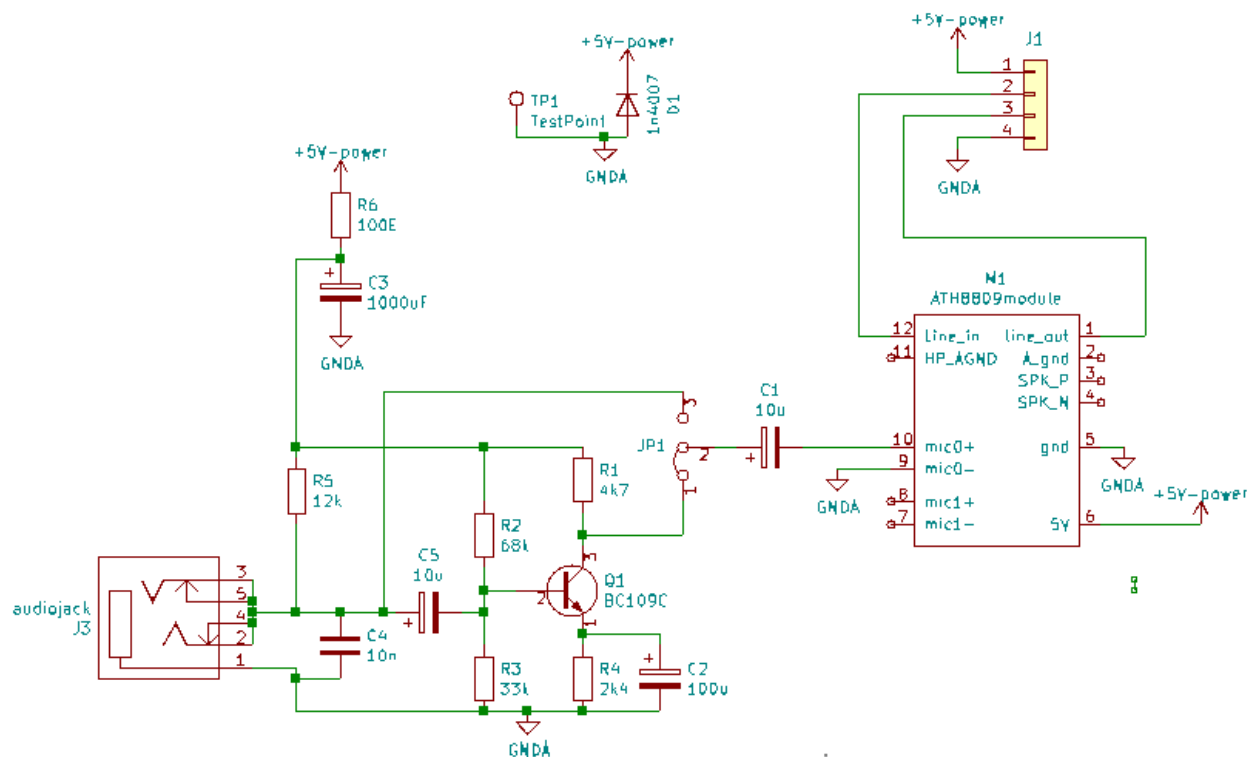 +5V-power
J1
1
2
3
4
GNDA
+5V-power
1n4007
D1
TP1
TestPoint
GNDA
+5V-power
R6
100E
C3
1000uF
GNDA
M1
ATH8809module
12
Line_in
line_out
1
11
HP_AGND
A_gnd
2
SPK_P
3
SPK_N
4
10
mic0+
gnd
5
9
mic0-
GNDA
GNDA
8
mic1+
7
mic1-
5V
6
+5V-power
C1
10u
JP1
3
2
1
R1
4k7
R5
12k
R2
68k
C5
10u
Q1
BC109C
3
2
1
audiojack
J3
3
5
4
2
1
C4
10n
R3
33k
R4
2k4
C2
100u
GNDA